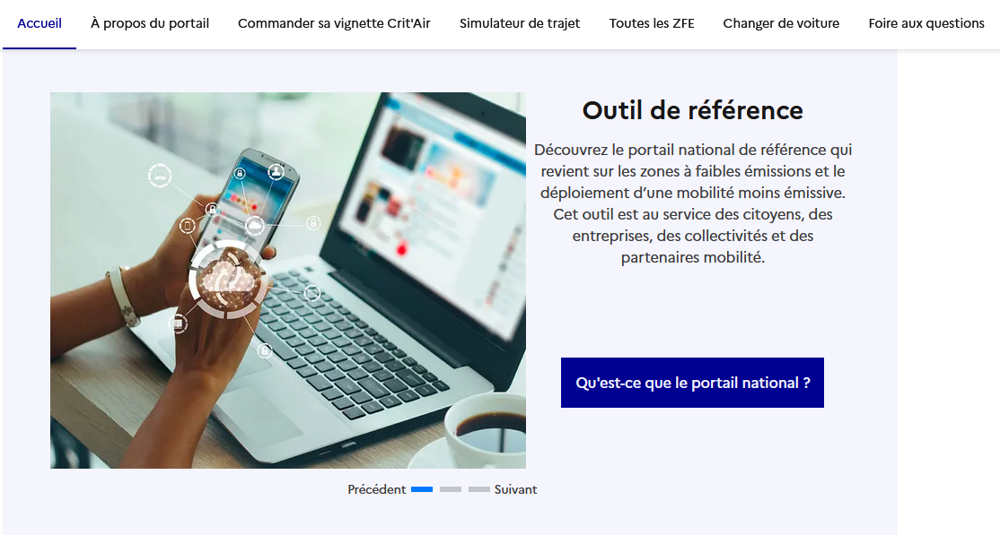 Accueil
À propos du portail
Commander sa vignette Crit'Air
Simulateur de trajet
Toutes les ZFE
Changer de voiture
Foire aux questions
Outil de référence
Découvrez le portail national de référence qui
revient sur les zones à faibles émissions et le
déploiement d’une mobilité moins émissive.
Cet outil est au service des citoyens, des
entreprises, des collectivités et des
partenaires mobilité.
Qu'est-ce que le portail national ?
Précédent
Suivant